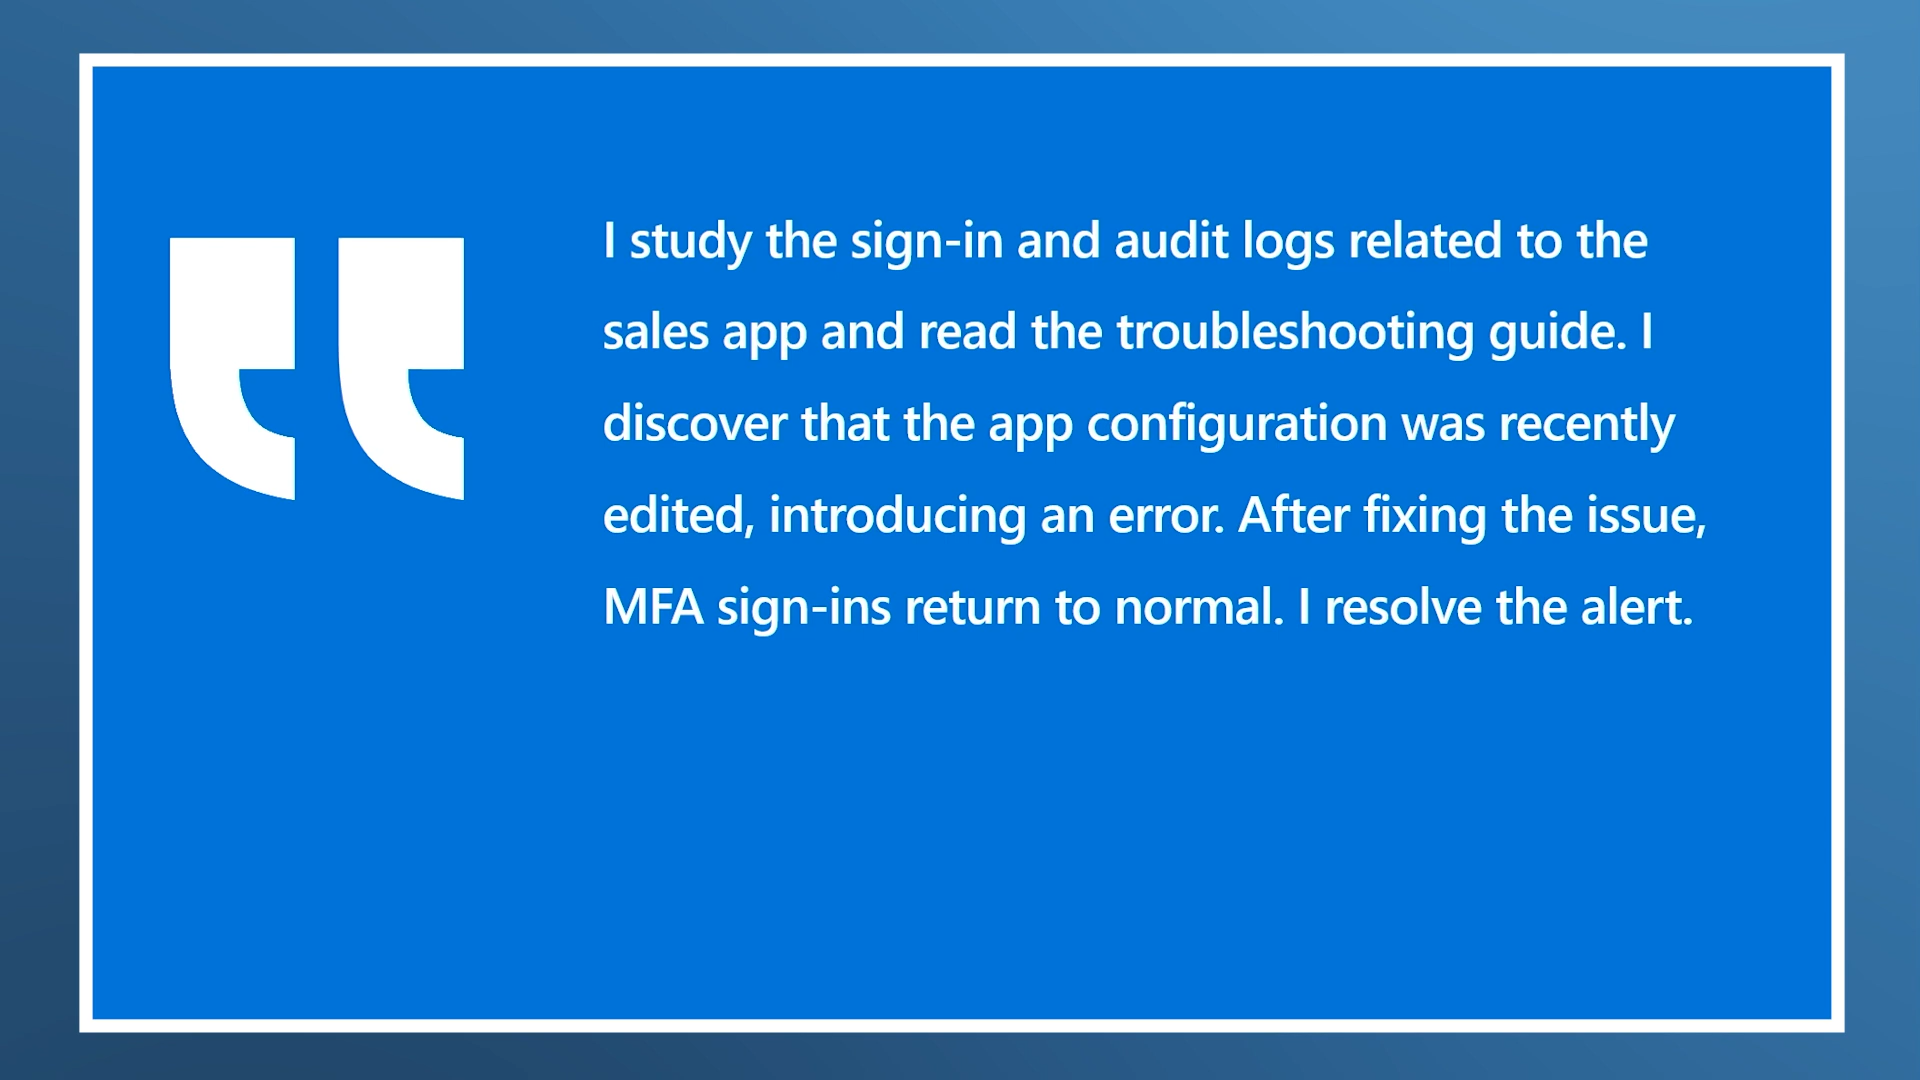 I study the sign-in and audit logs related to the
sales app and read the troubleshooting guide. I
discover that the app configuration was recently
edited, introducing an error. After fixing the issue,
MFA sign-ins return to normal. I resolve the alert.